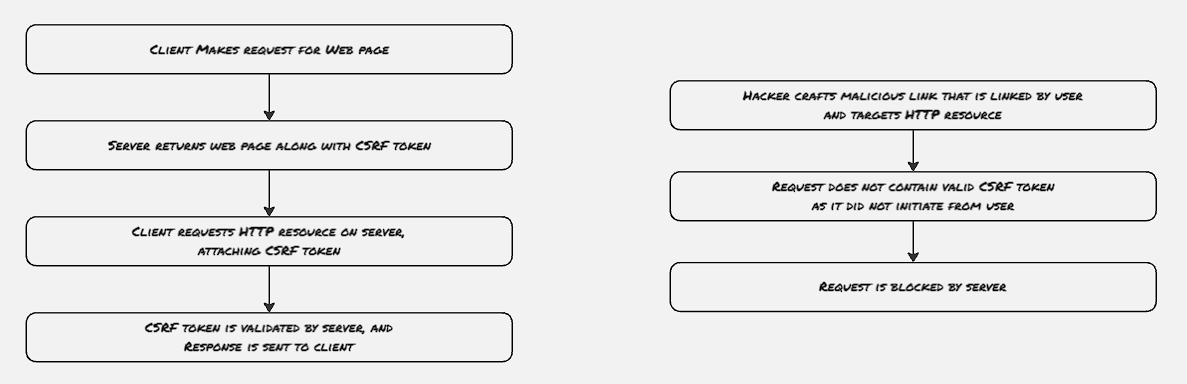 Client Makes request for Web page
Server returns web page along with CSRF token
Client requests HTTP resource on server,
attaching CSRF token
CSRF token is validated by server, and
Response is sent to client
Hacker crafts malicious link that is linked by user
and targets HTTP resource
Request does not contain valid CSRF token
as it did not initiate from user
Request is blocked by server